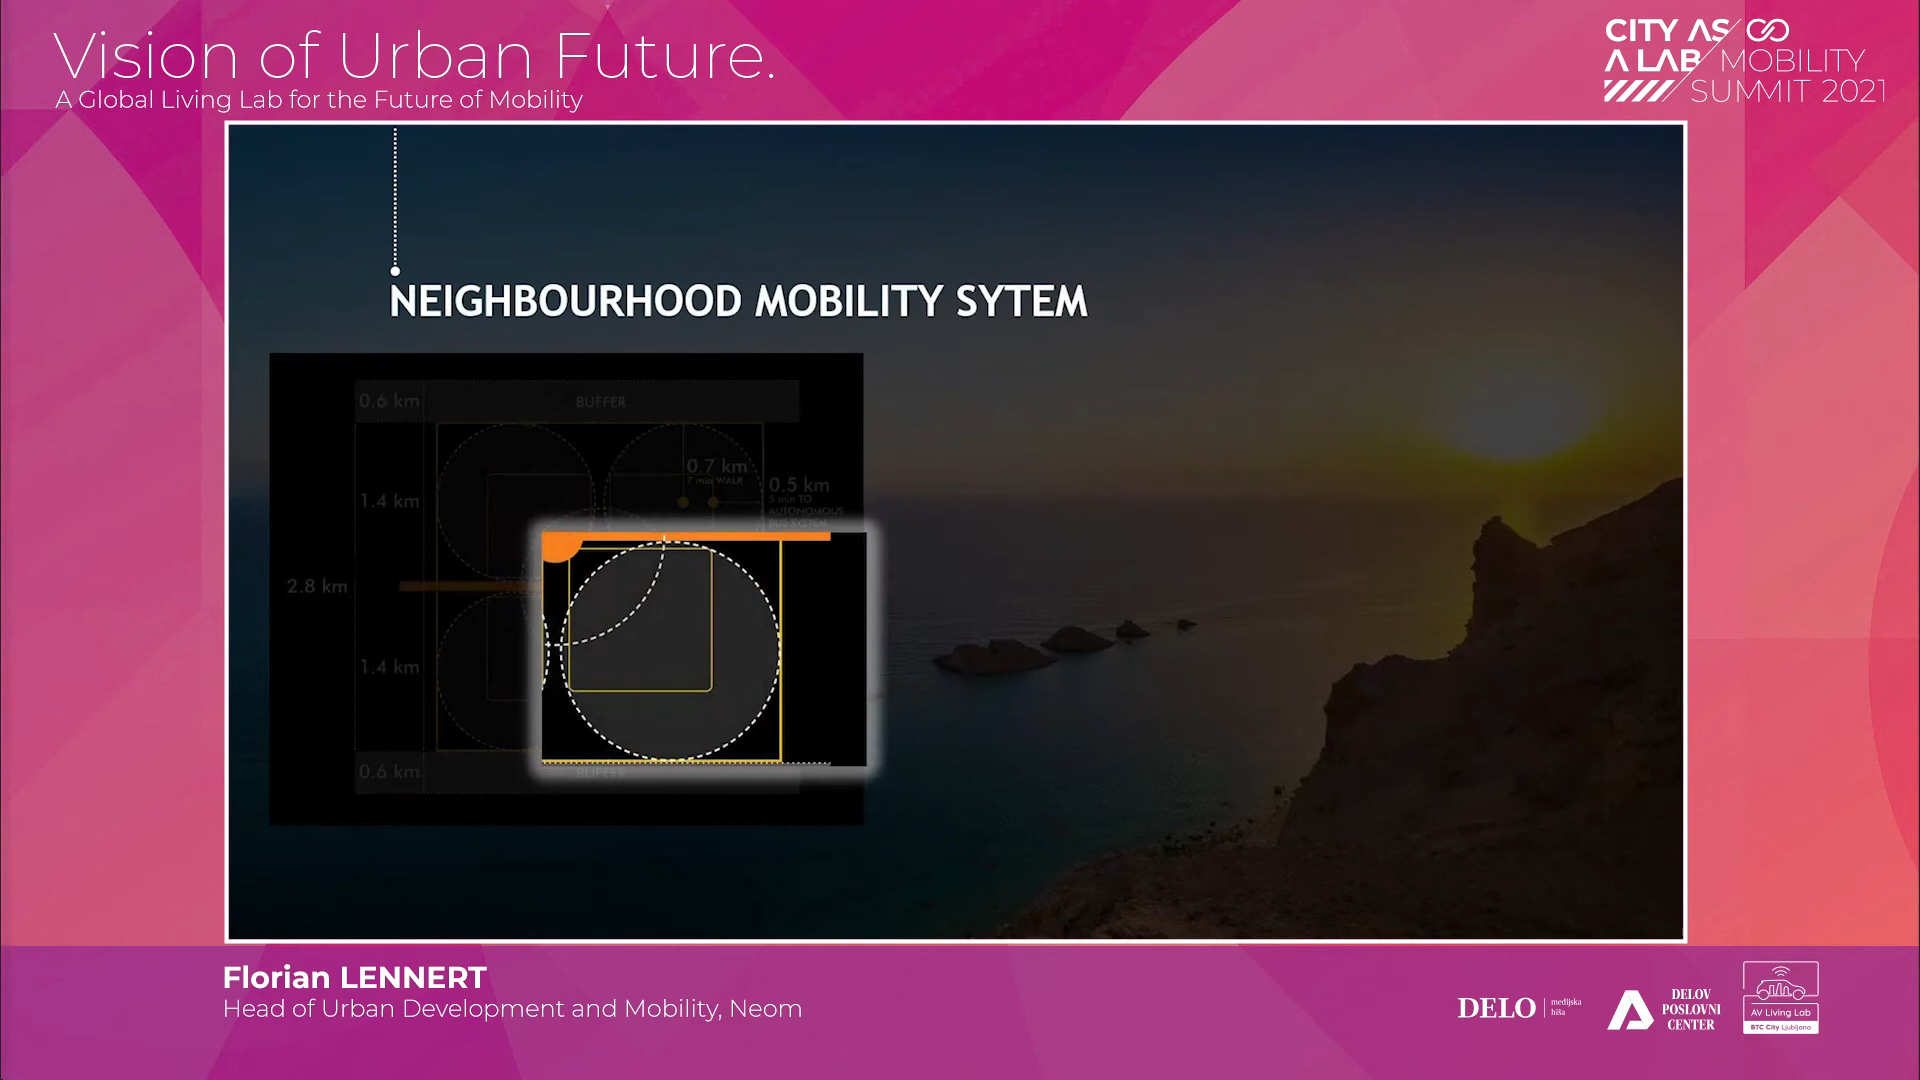 Vision of Urban Future.
A Global Living Lab for the Future of Mobility
CITY AS
A LAB
MOBILITY
SUMMIT 2021
NEIGHBOURHOOD MOBILITY SYTEM
0.6 km
BUFFER
0.7 km
7 min WALK
1.4 km
0.5 km
5 min TO
AUTONOMOUS
BUS SYSTEM
2.8 km
1.4 km
0.6 km
BUFFER
Florian LENNERT
Head of Urban Development and Mobility, Neom
DELO
medijska
hiša
DELOV
POSLOVNI
CENTER
AV Living Lab
BTC City Ljubljana